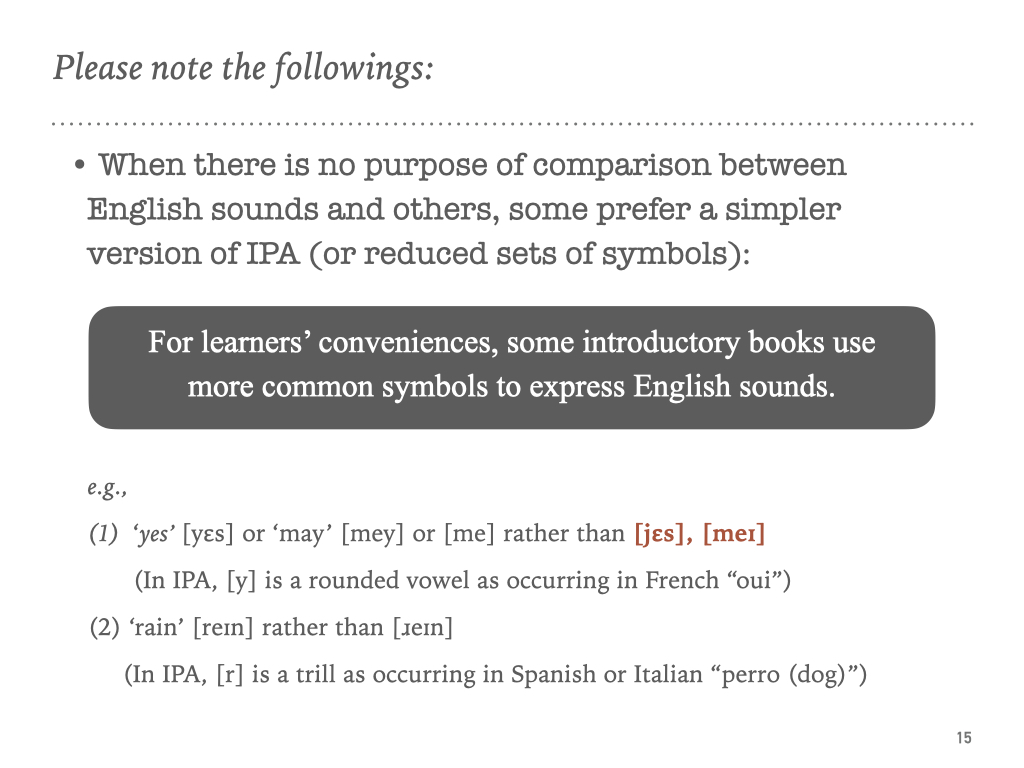 Please note the followings:
• When there is no purpose of comparison between
English sounds and others, some prefer a simpler
version of IPA (or reduced sets of symbols):
For learners’ conveniences, some introductory books use
more common symbols to express English sounds.
e.g.,
(1) ‘yes’ [yɛs] or ‘may’ [mey] or [me] rather than [jɛs], [meɪ]
(In IPA, [y] is a rounded vowel as occurring in French “oui”)
(2) ‘rain’ [reɪn] rather than [ɹeɪn]
(In IPA, [r] is a trill as occurring in Spanish or Italian “perro (dog)”)
15